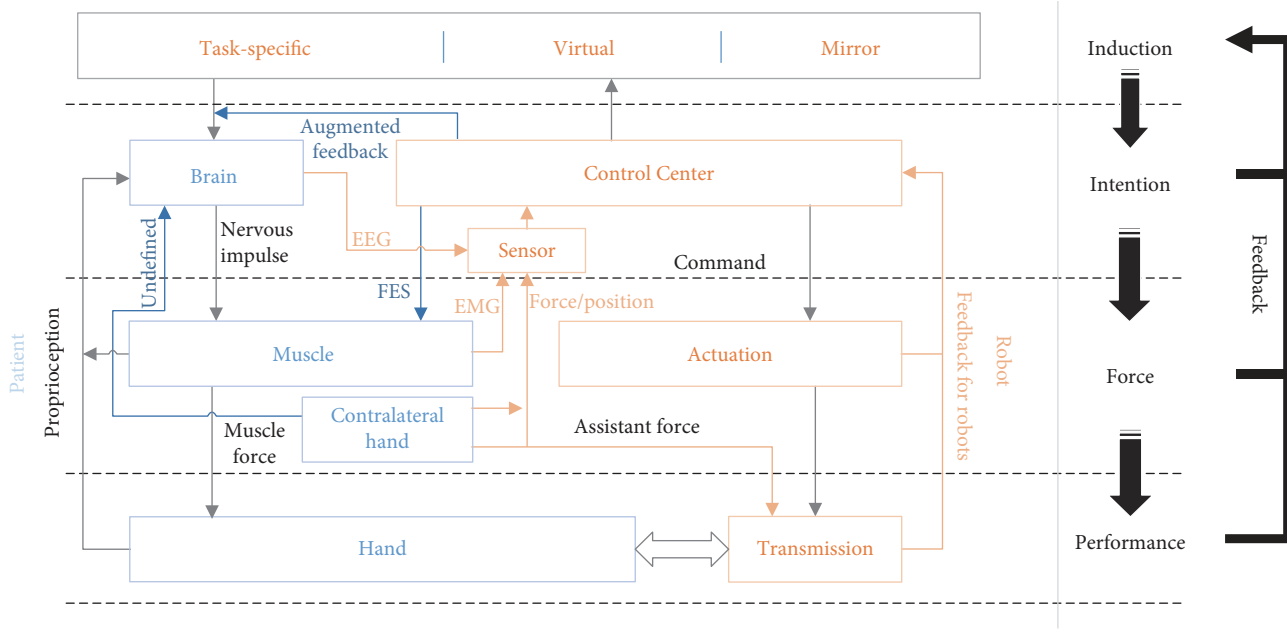 Task-specific
Virtual
Mirror
Induction
Augmented
feedback
Brain
Control Center
Intention
Nervous
impulse
EEG
Sensor
Undefined
Command
Feedback
FES
EMG
Force/position
Patient
Proprioception
Muscle
Actuation
Feedback for robots
Robot
Force
Contralateral
hand
Muscle
force
Assistant force
Hand
Transmission
Performance